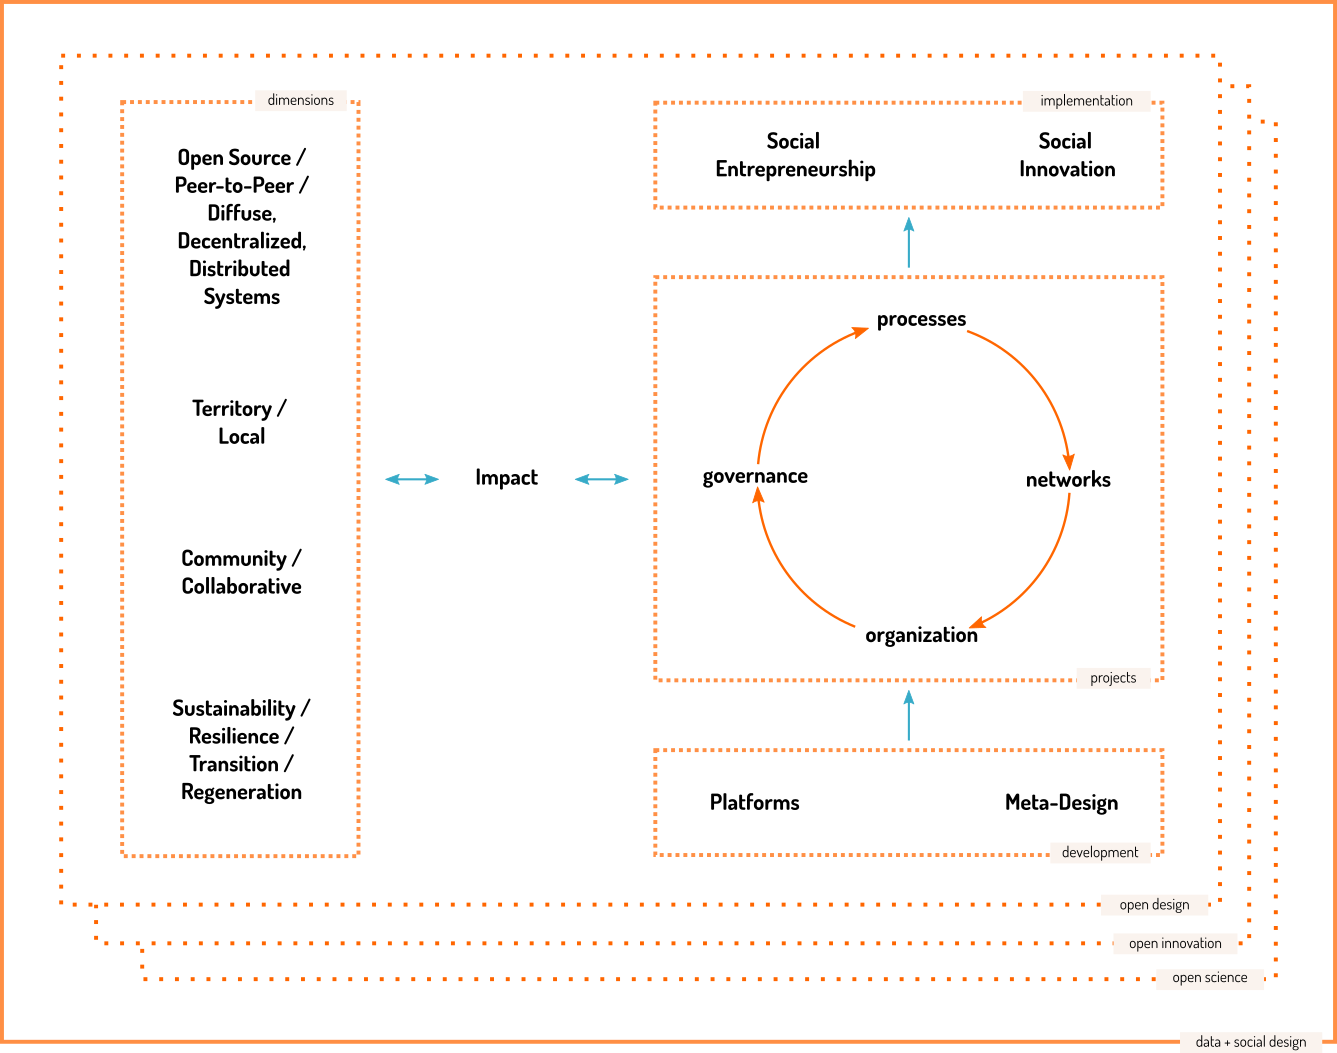 dimensions
Open Source /
Peer-to-Peer /
Diffuse,
Decentralized,
Distributed
Systems
Territory /
Local
Community /
Collaborative
Sustainability /
Resilience /
Transition /
Regeneration
Impact
implementation
Social
Entrepreneurship
Social
Innovation
processes
governance
networks
organization
projects
Platforms
Meta-Design
development
open design
open innovation
open science
data + social design